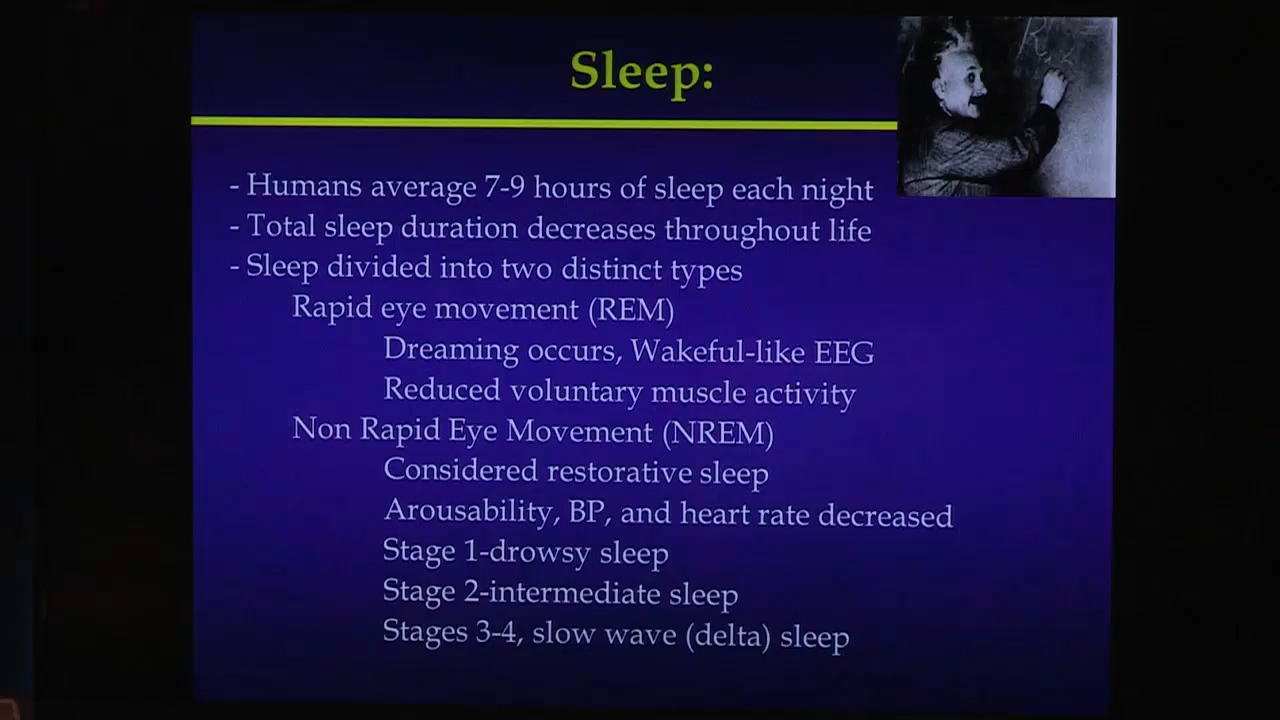 Sleep:
- Humans average 7-9 hours of sleep each night
- Total sleep duration decreases throughout life
- Sleep divided into two distinct types
Rapid eye movement (REM)
Dreaming occurs, Wakeful-like EEG
Reduced voluntary muscle activity
Non Rapid Eye Movement (NREM)
Considered restorative sleep
Arousability, BP, and heart rate decreased
Stage 1-drowsy sleep
Stage 2-intermediate sleep
Stages 3-4, slow wave (delta) sleep